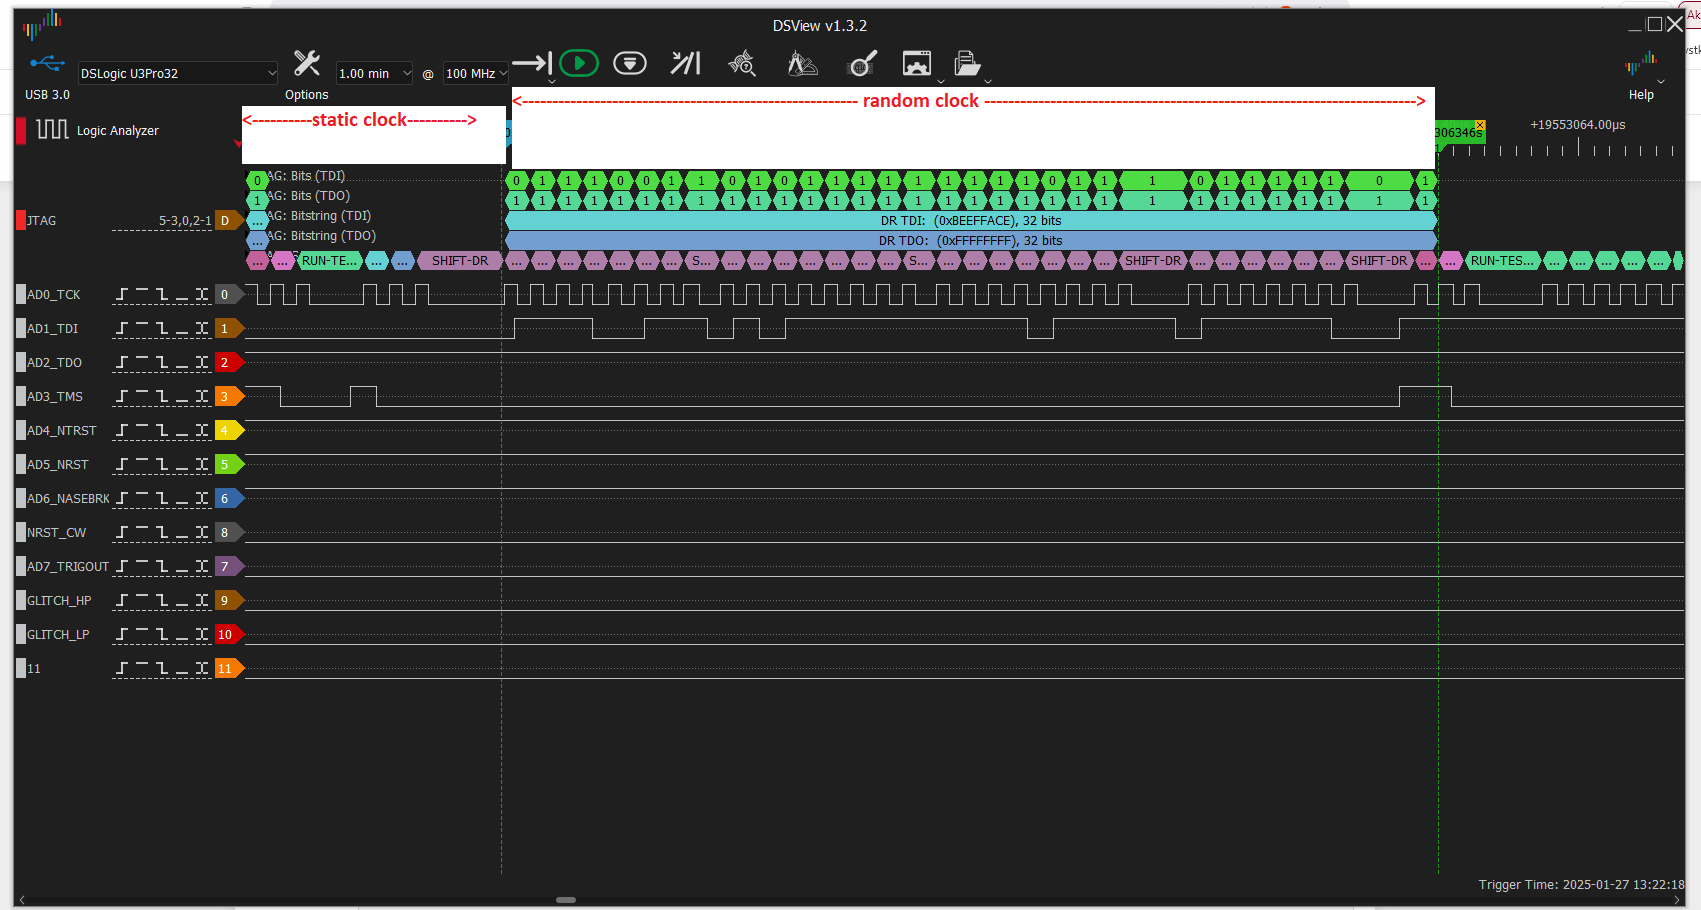 DSView v1.3.2
DSLogic U3Pro32
1.00 min
@
100 MHz
USB 3.0
Options
Help
<----------static clock---------->
<---------------------------------------------------------- random clock ------------------------------------------------------------------------>
Logic Analyzer
0
306346s
+19553064.00µs
AG: Bits (TDI)
0 0 1 1 1 0 0 1 1 0 1 0 1 1 1 1 1 1 1 1 1 0 1 1 1 0 1 1 1 1 1 0 1
AG: Bits (TDO)
1 1 1 1 1 1 1 1 1 1 1 1 1 1 1 1 1 1 1 1 1 1 1 1 1 1 1 1 1 1 1 1 1
JTAG 5-3,0,2-1 D
AG: Bitstring (TDI)
... DR TDI: (0xBEEFFACE), 32 bits
AG: Bitstring (TDO)
... DR TDO: (0xFFFFFFFF), 32 bits
... ... RUN-TE... ... ... SHIFT-DR ... ... ... ... ... ... ... S... ... ... ... ... ... ... ... S... ... ... ... ... ... ... ... SHIFT-DR ... ... ... ... ... ... SHIFT-DR ... ... RUN-TES... ... ... ... ... ...
AD0_TCK 0
AD1_TDI 1
AD2_TDO 2
AD3_TMS 3
AD4_NTRST 4
AD5_NRST 5
AD6_NASEBRK 6
NRST_CW 8
AD7_TRIGOUT 7
GLITCH_HP 9
GLITCH_LP 10
11 11
Trigger Time: 2025-01-27 13:22:18